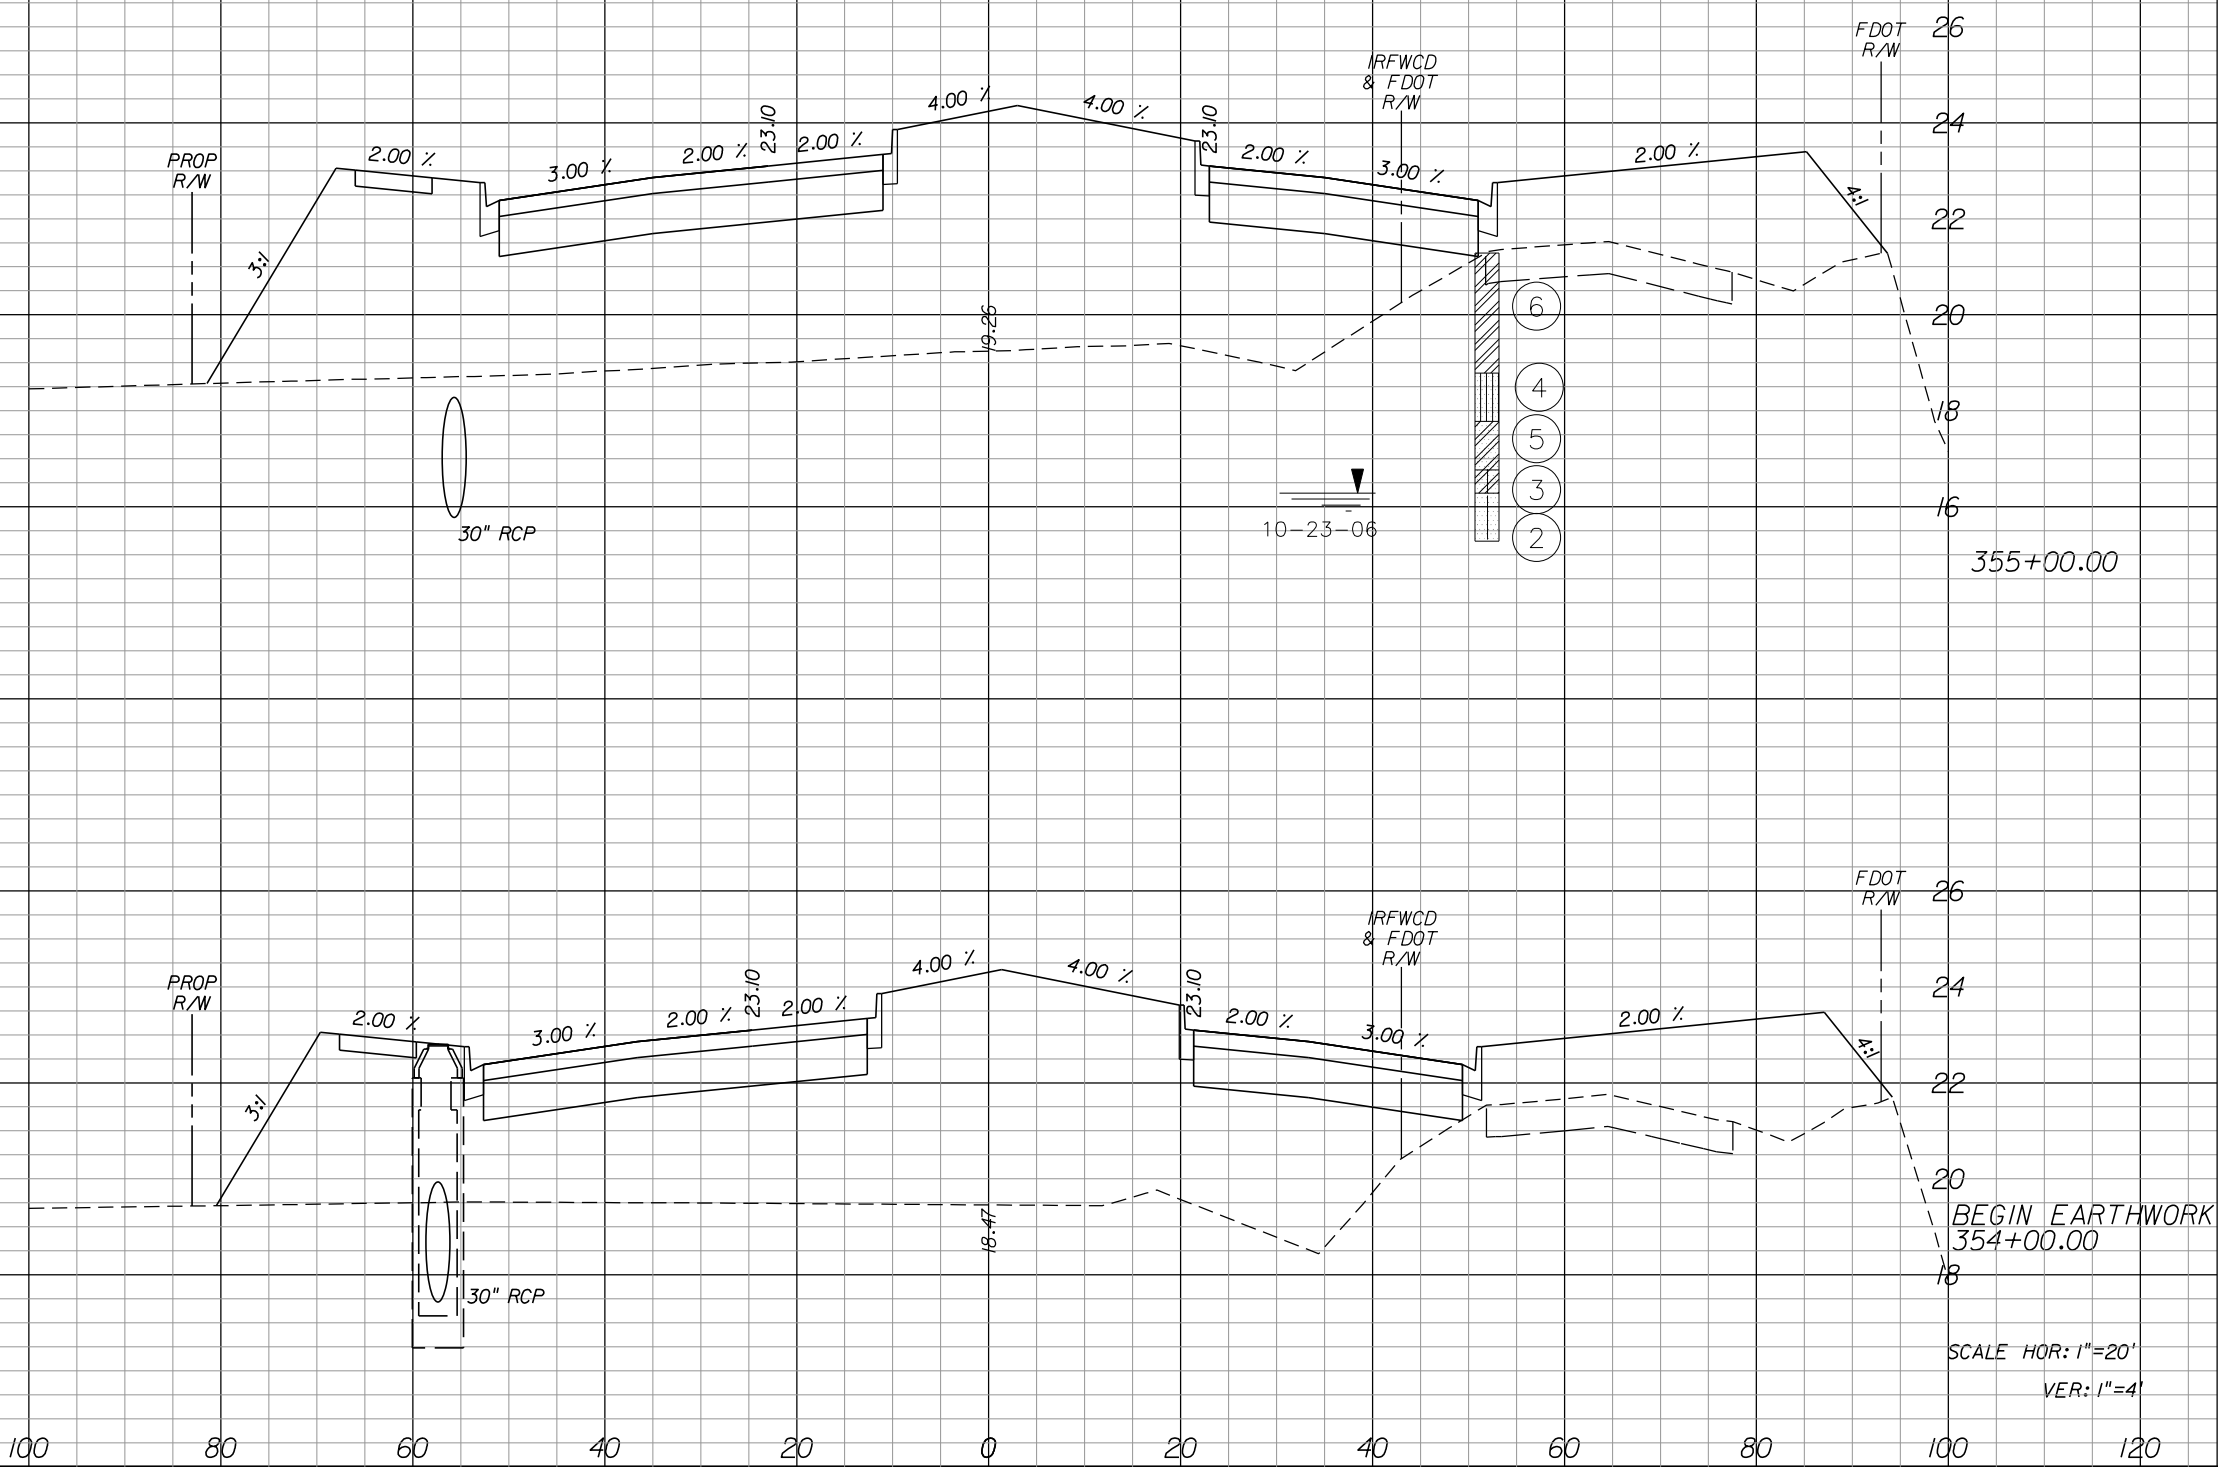 26
FDOT
R/W
IRFWCD
& FDOT
R/W
4.00 %
4.00 %
24
23.10
23.10
PROP
R/W
2.00 %
3.00 %
2.00 %
2.00 %
2.00 %
3.00 %
2.00 %
4:1
22
3:1
6
20
19.26
4
18
5
3
16
10-23-06
30" RCP
2
355+00.00
26
FDOT
R/W
IRFWCD
& FDOT
R/W
4.00 %
4.00 %
24
23.10
23.10
PROP
R/W
2.00 %
3.00 %
2.00 %
2.00 %
2.00 %
3.00 %
2.00 %
4:1
22
3:1
20
18.47
BEGIN EARTHWORK
354+00.00
18
30" RCP
SCALE HOR: 1"=20'
VER: 1"=4'
100 80 60 40 20 0 20 40 60 80 100 120